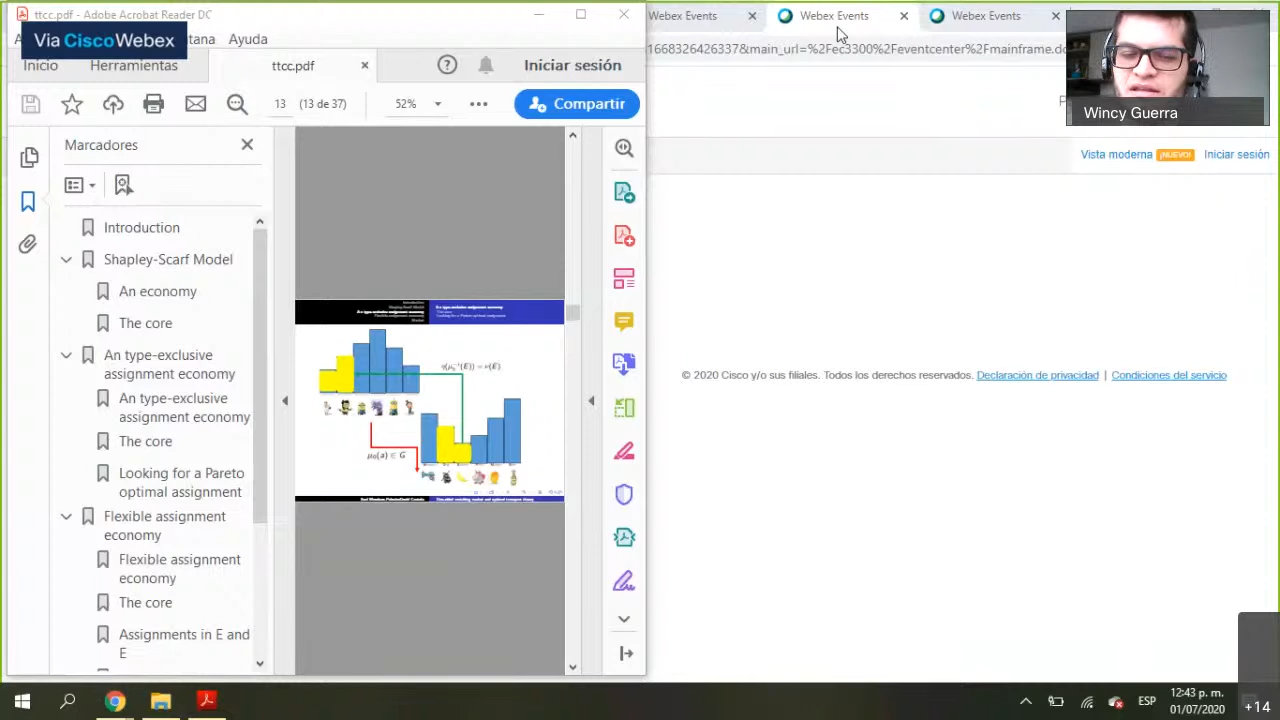 ttcc.pdf - Adobe Acrobat Reader DC
Via Cisco Webex
Ayuda
Inicio
Herramientas
ttcc.pdf
Iniciar sesión
13
(13 de 37)
52%
Compartir
Marcadores
Introduction
Shapley-Scarf Model
An economy
The core
An type-exclusive
assignment economy
An type-exclusive
assignment economy
The core
Looking for a Pareto
optimal assignment
Flexible assignment
economy
Flexible assignment
economy
The core
Assignments in E and
E
μ₀(a) ∈ G
Webex Events
Webex Events
Webex Events
1668326426337&main_url=%2Fec3300%2Feventcenter%2Fmainframe.do
Wincy Guerra
Vista moderna ¡NUEVO! Iniciar sesión
© 2020 Cisco y/o sus filiales. Todos los derechos reservados. Declaración de privacidad | Condiciones del servicio
ESP
12:43 p. m.
01/07/2020
+14